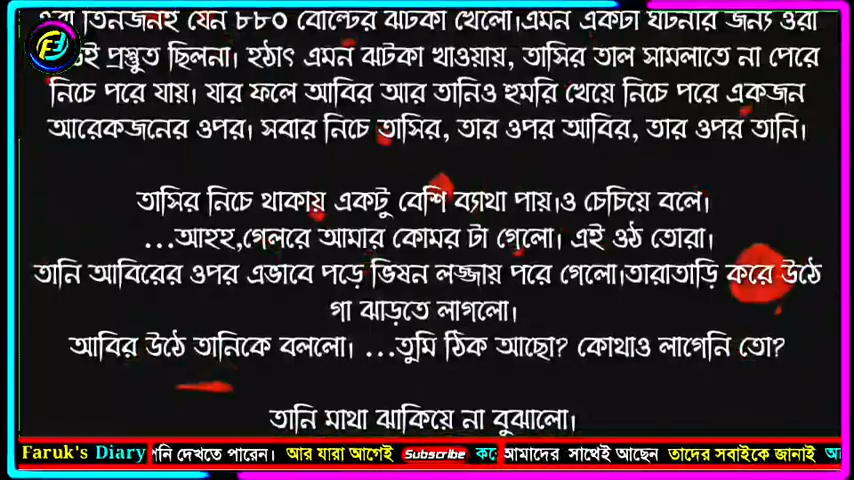 ওরা তিনজনই যেন ৮৮০ বোল্টের ঝটকা খেলো।এমন একটা ঘটনার জন্য ওরা
প্রস্তুত ছিলনা। হঠাৎ এমন ঝটকা খাওয়ায়, তাসির তাল সামলাতে না পেরে
নিচে পরে যায়। যার ফলে আবির আর তানিও হুমরি খেয়ে নিচে পরে একজন
আরেকজনের ওপর। সবার নিচে তাসির, তার ওপর আবির, তার ওপর তানি।
তাসির নিচে থাকায় একটু বেশি ব্যাথা পায়।ও চেচিয়ে বলে।
...আহহ,গেলরে আমার কোমর টা গেলো। এই ওঠ তোরা।
তানি আবিরের ওপর এভাবে পড়ে ভিষন লজ্জায় পরে গেলো।তারাতাড়ি করে উঠে
গা ঝাড়তে লাগলো।
আবির উঠে তানিকে বললো। ...তুমি ঠিক আছো? কোথাও লাগেনি তো?
তানি মাথা ঝাকিয়ে না বুঝালো।
Faruk's Diary পনি দেখতে পারেন। আর যারা আগেই Subscribe করে আমাদের সাথেই আছেন তাদের সবাইকে জানাই